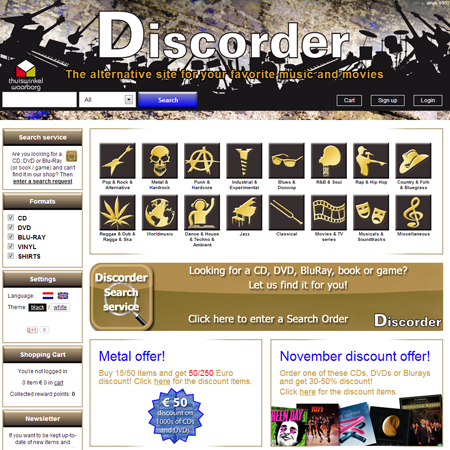 since 1992
Discorder
The alternative site for your favorite music and movies
thuiswinkel
waarborg
All
Search
Cart
Sign up
Login
Search service
Are you looking for a
CD, DVD or Blu-Ray
(or book / game) and can't
find it in our shop? Then
enter a search request
Formats
CD
DVD
BLU-RAY
VINYL
SHIRTS
Settings
Language:
Theme: black / white
Shopping Cart
You're not logged in
0 item € 0 in cart
Collected reward points: 0
Newsletter
If you want to be kept up-to-
date of new items and
Pop & Rock &
Alternative
Metal &
Hardrock
Punk &
Hardcore
Industrial &
Experimental
Blues &
Doowop
R&B & Soul
Rap & Hip Hop
Country & Folk
& Bluegrass
Reggae & Dub &
Ragga & Ska
Worldmusic
Dance & House
& Techno &
Ambient
Jazz
Classical
Movies & TV
series
Musicals &
Soundtracks
Miscellaneous
Discorder
Search
service
Looking for a CD, DVD, BluRay, book or game?
Let us find it for you!
Click here to enter a Search Order
Discorder
Metal offer!
Buy 15/50 items and get 50/250 Euro
discount! Click here for the discount items.
€ 50
discount on
1000s of CDs
and DVDs
November discount offer!
Order one of these CDs, DVDs or Blurays
and get 30-50% discount!
Click here for the discount items.
GREEN DAY